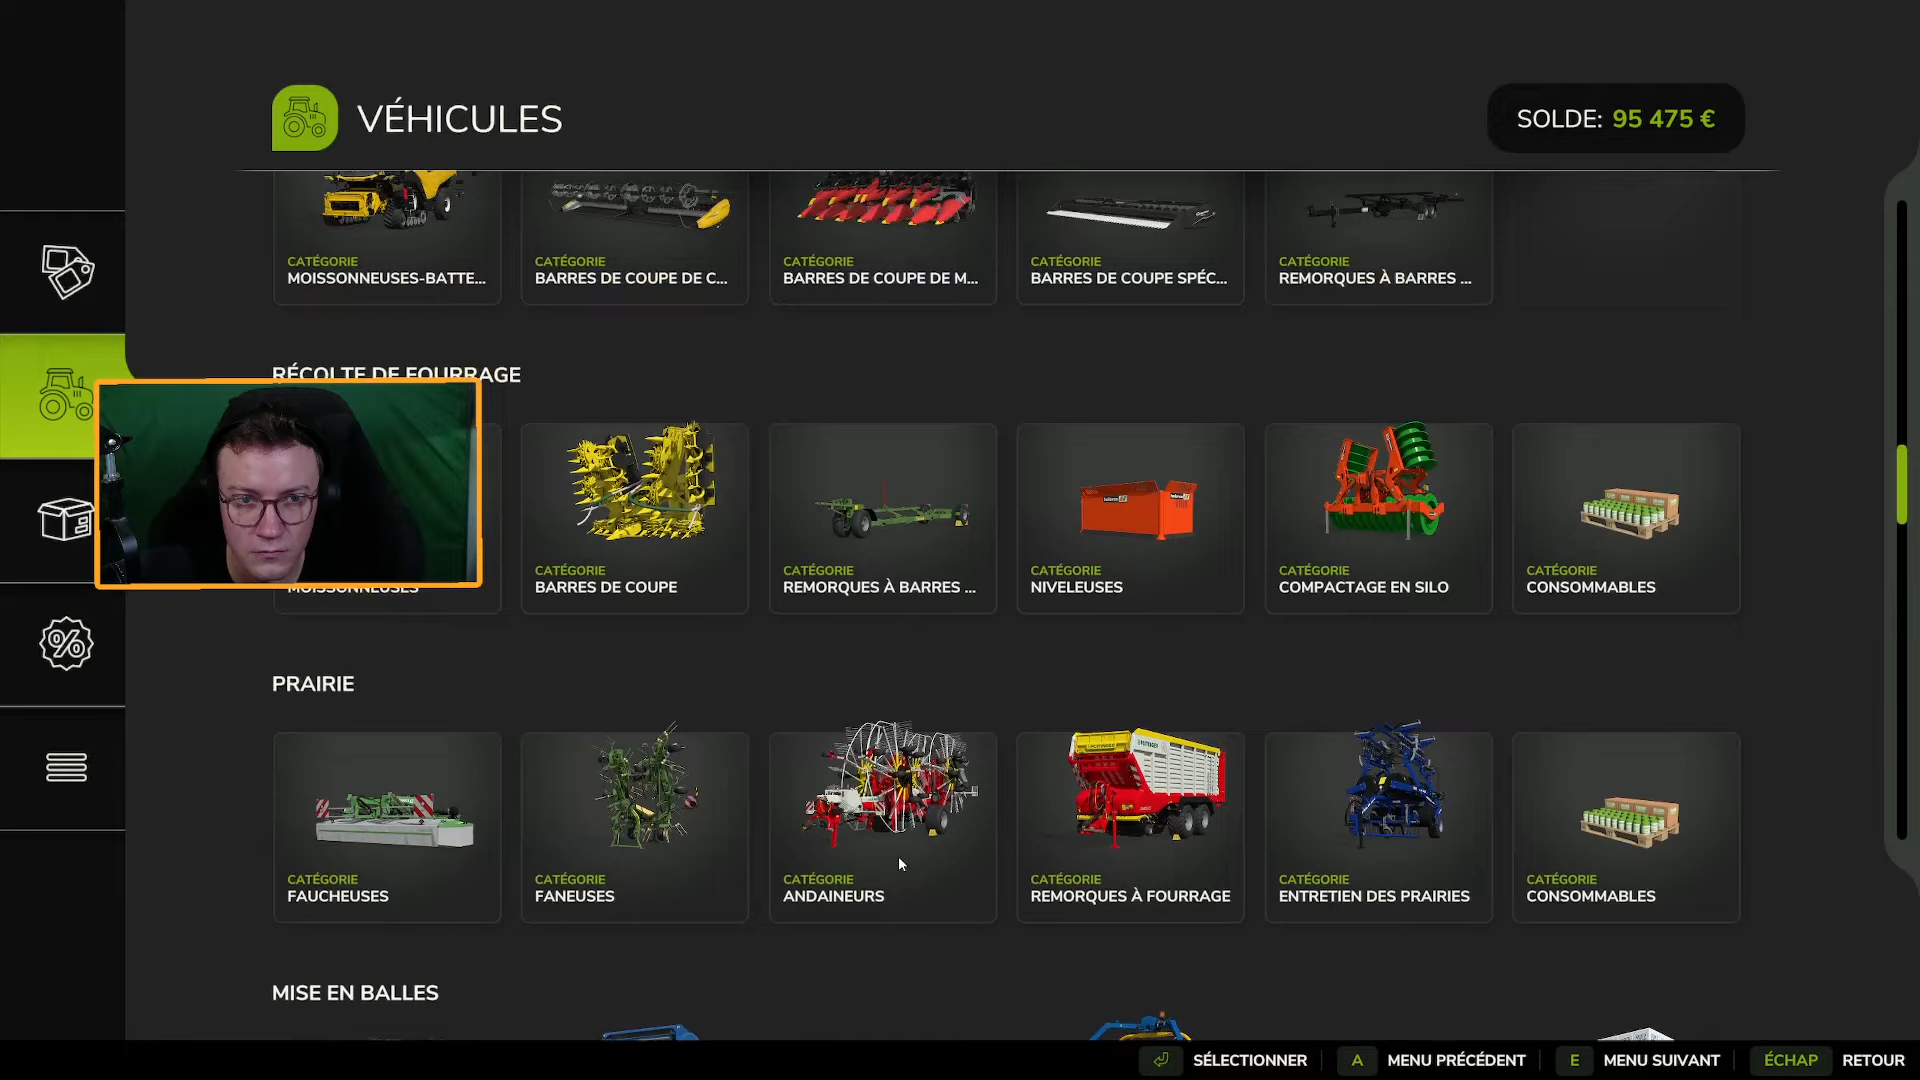 VÉHICULES
SOLDE: 95 475 €
CATÉGORIE
MOISSONNEUSES-BATTE...
CATÉGORIE
BARRES DE COUPE DE C...
CATÉGORIE
BARRES DE COUPE DE M...
CATÉGORIE
BARRES DE COUPE SPÉC...
CATÉGORIE
REMORQUES À BARRES ...
RÉCOLTE DE FOURRAGE
MOISSONNEUSES
CATÉGORIE
BARRES DE COUPE
CATÉGORIE
REMORQUES À BARRES ...
CATÉGORIE
NIVELEUSES
CATÉGORIE
COMPACTAGE EN SILO
CATÉGORIE
CONSOMMABLES
PRAIRIE
CATÉGORIE
FAUCHEUSES
CATÉGORIE
FANEUSES
CATÉGORIE
ANDAINEURS
PÖTTINGER
CATÉGORIE
REMORQUES À FOURRAGE
CATÉGORIE
ENTRETIEN DES PRAIRIES
CATÉGORIE
CONSOMMABLES
MISE EN BALLES
SÉLECTIONNER
A MENU PRÉCÉDENT
E MENU SUIVANT
ÉCHAP RETOUR